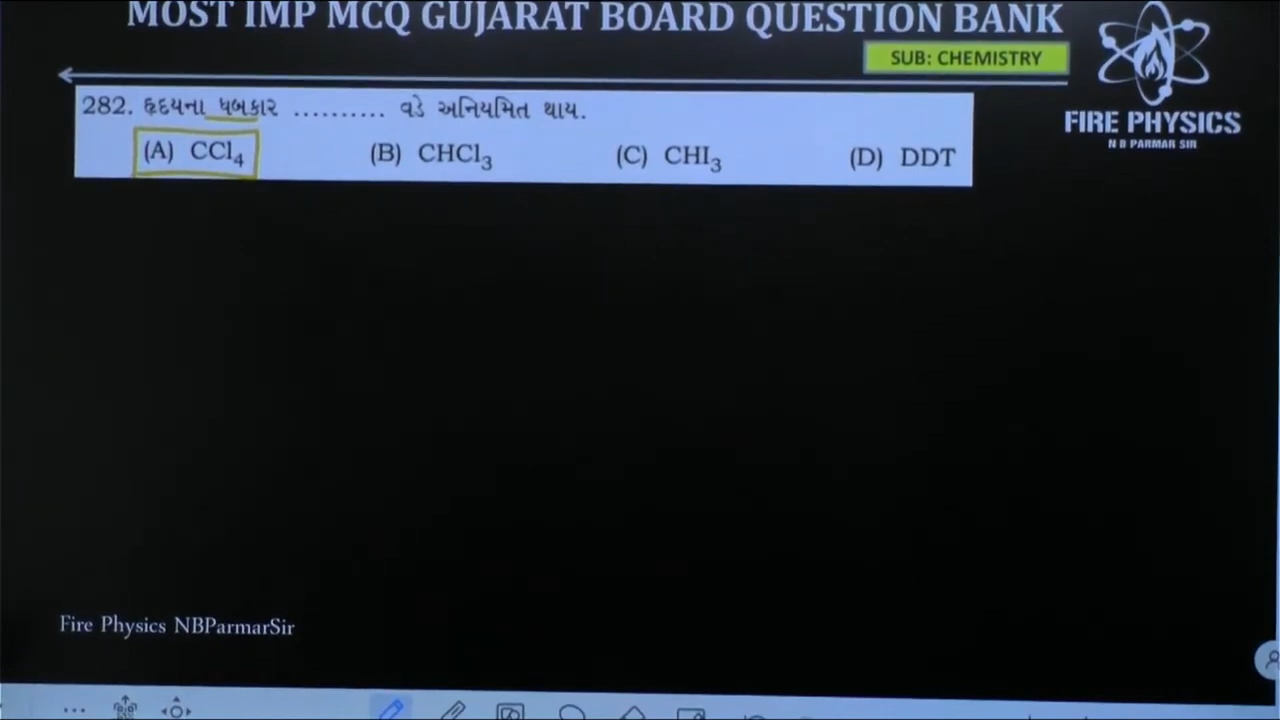 MOST IMP MCQ GUJARAT BOARD QUESTION BANK
SUB: CHEMISTRY
282. હૃદયના ધબકાર .......... વડે અનિયમિત થાય.
(A) CCl₄ (B) CHCl₃ (C) CHI₃ (D) DDT
FIRE PHYSICS
N B PARMAR SIR
Fire Physics NBParmarSir